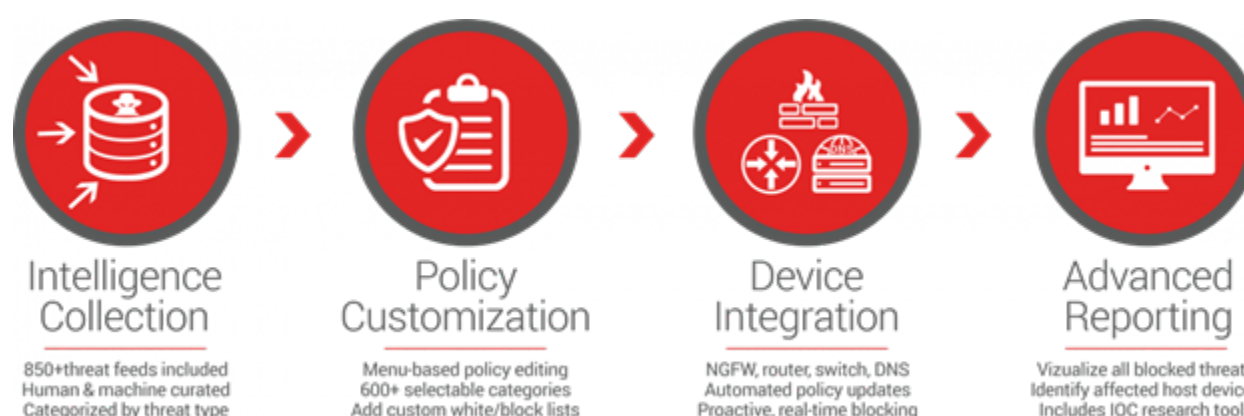 DNS
Intelligence
Collection
850+threat feeds included
Human & machine curated
Categorized by threat type
Policy
Customization
Menu-based policy editing
600+ selectable categories
Add custom white/block lists
Device
Integration
NGFW, router, switch, DNS
Automated policy updates
Proactive, real-time blocking
Advanced
Reporting
Vizualize all blocked threat
Identify affected host devic
Includes IOC research tool